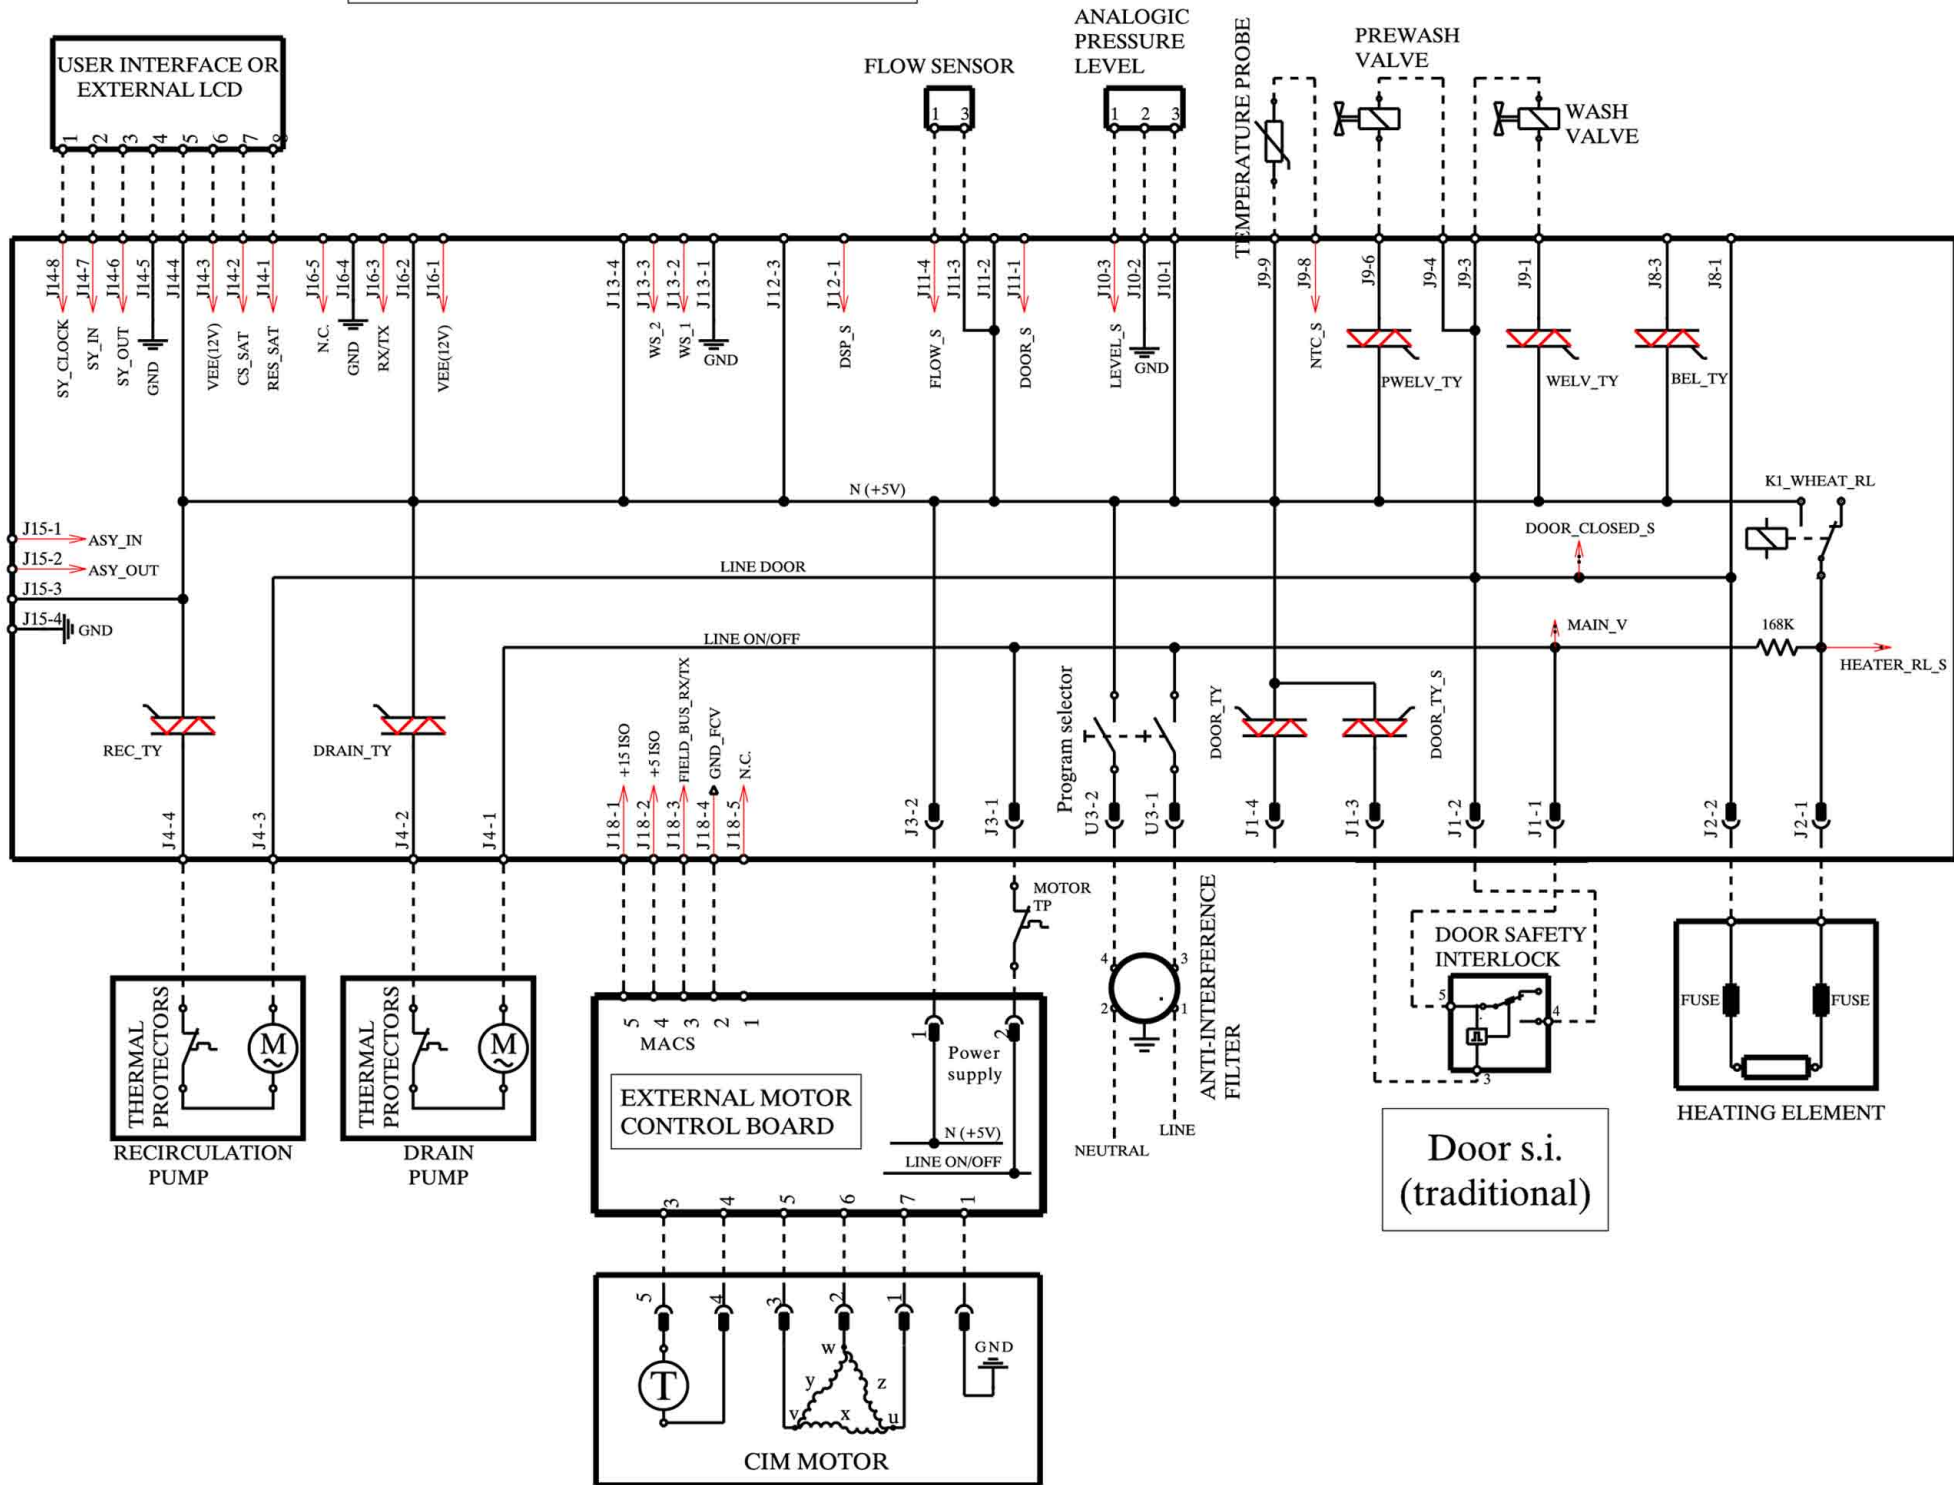 ANALOGIC
PRESSURE
LEVEL
FLOW SENSOR
TEMPERATURE PROBE
PREWASH
VALVE
WASH
VALVE
USER INTERFACE OR
EXTERNAL LCD
1 2 3 4 5 6 7 8
1 3
1 2 3
J14-8 J14-7 J14-6 J14-5 J14-4 J14-3 J14-2 J14-1 J16-5 J16-4 J16-3 J16-2 J16-1 J13-4 J13-3 J13-2 J13-1 J12-3 J12-1 J11-4 J11-3 J11-2 J11-1 J10-3 J10-2 J10-1 J9-9 J9-8 J9-6 J9-4 J9-3 J9-1 J8-3 J8-1
SY_CLOCK SY_IN SY_OUT GND VEE(12V) CS_SAT RES_SAT N.C. GND RX/TX VEE(12V) WS_2 WS_1 GND DSP_S FLOW_S DOOR_S LEVEL_S GND NTC_S PWELV_TY WELV_TY BEL_TY
N (+5V)
K1_WHEAT_RL
J15-1 ASY_IN
J15-2 ASY_OUT
J15-3
J15-4 GND
DOOR_CLOSED_S
LINE DOOR
LINE ON/OFF
MAIN_V
168K
HEATER_RL_S
REC_TY
DRAIN_TY
+15 ISO
+5 ISO
FIELD_BUS_RX/TX
GND_FCV
N.C.
Program selector
DOOR_TY
DOOR_TY_S
J4-4 J4-3 J4-2 J4-1 J18-1 J18-2 J18-3 J18-4 J18-5 J3-2 J3-1 U3-2 U3-1 J1-4 J1-3 J1-2 J1-1 J2-2 J2-1
MOTOR
TP
ANTI-INTERFERENCE
FILTER
4 3
2 1
NEUTRAL
LINE
DOOR SAFETY
INTERLOCK
5
4
3
FUSE FUSE
HEATING ELEMENT
THERMAL
PROTECTORS
M
RECIRCULATION
PUMP
THERMAL
PROTECTORS
M
DRAIN
PUMP
5 4 3 2 1
MACS
1 2
Power
supply
EXTERNAL MOTOR
CONTROL BOARD
N (+5V)
LINE ON/OFF
3 4 5 6 7 1
Door s.i.
(traditional)
5 4 3 2 1
T
w
y z
v x u
GND
CIM MOTOR